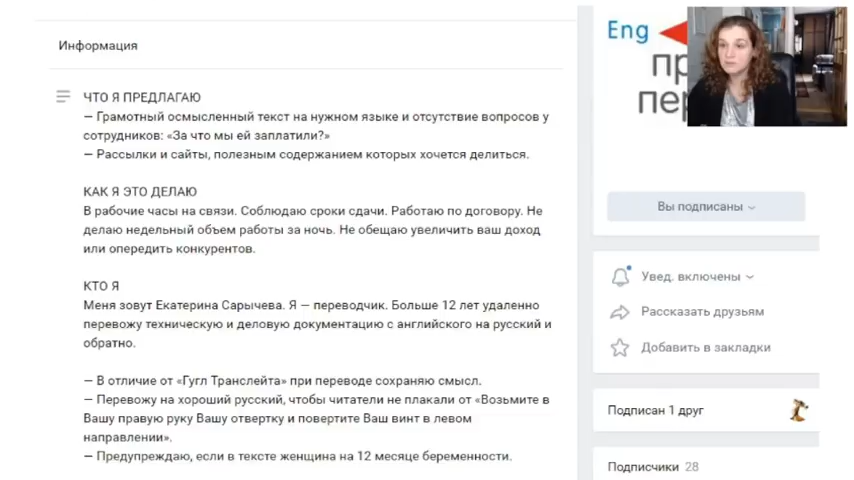 Информация
ЧТО Я ПРЕДЛАГАЮ
— Грамотный осмысленный текст на нужном языке и отсутствие вопросов у
сотрудников: «За что мы ей заплатили?»
— Рассылки и сайты, полезным содержанием которых хочется делиться.
КАК Я ЭТО ДЕЛАЮ
В рабочие часы на связи. Соблюдаю сроки сдачи. Работаю по договору. Не
делаю недельный объем работы за ночь. Не обещаю увеличить ваш доход
или опередить конкурентов.
КТО Я
Меня зовут Екатерина Сарычева. Я — переводчик. Больше 12 лет удаленно
перевожу техническую и деловую документацию с английского на русский и
обратно.
— В отличие от «Гугл Транслейта» при переводе сохраняю смысл.
— Перевожу на хороший русский, чтобы читатели не плакали от «Возьмите в
Вашу правую руку Вашу отвертку и повертите Ваш винт в левом
направлении».
— Предупреждаю, если в тексте женщина на 12 месяце беременности.
Eng
Вы подписаны
Увед. включены
Рассказать друзьям
Добавить в закладки
Подписан 1 друг
Подписчики 28